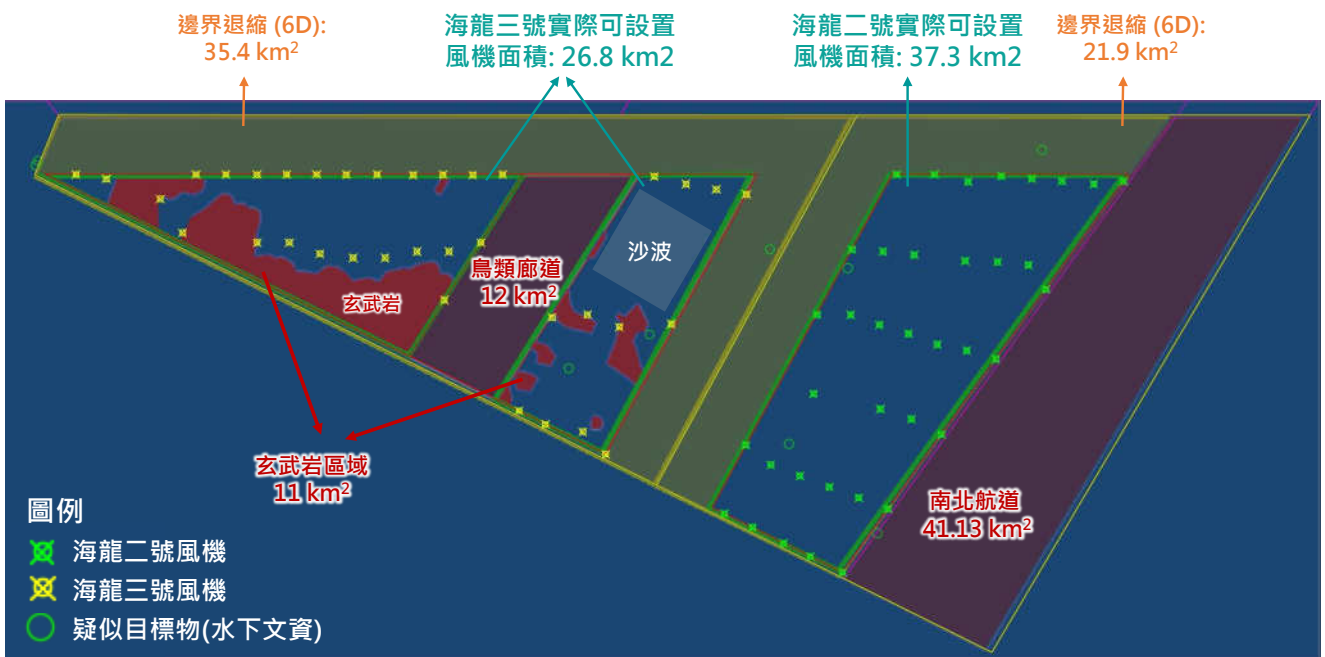 邊界退縮 (6D):
35.4 km²
海龍三號實際可設置
風機面積: 26.8 km2
海龍二號實際可設置
風機面積: 37.3 km2
邊界退縮 (6D):
21.9 km²
沙波
鳥類廊道
12 km²
玄武岩
玄武岩區域
11 km²
南北航道
41.13 km²
圖例
海龍二號風機
海龍三號風機
疑似目標物(水下文資)